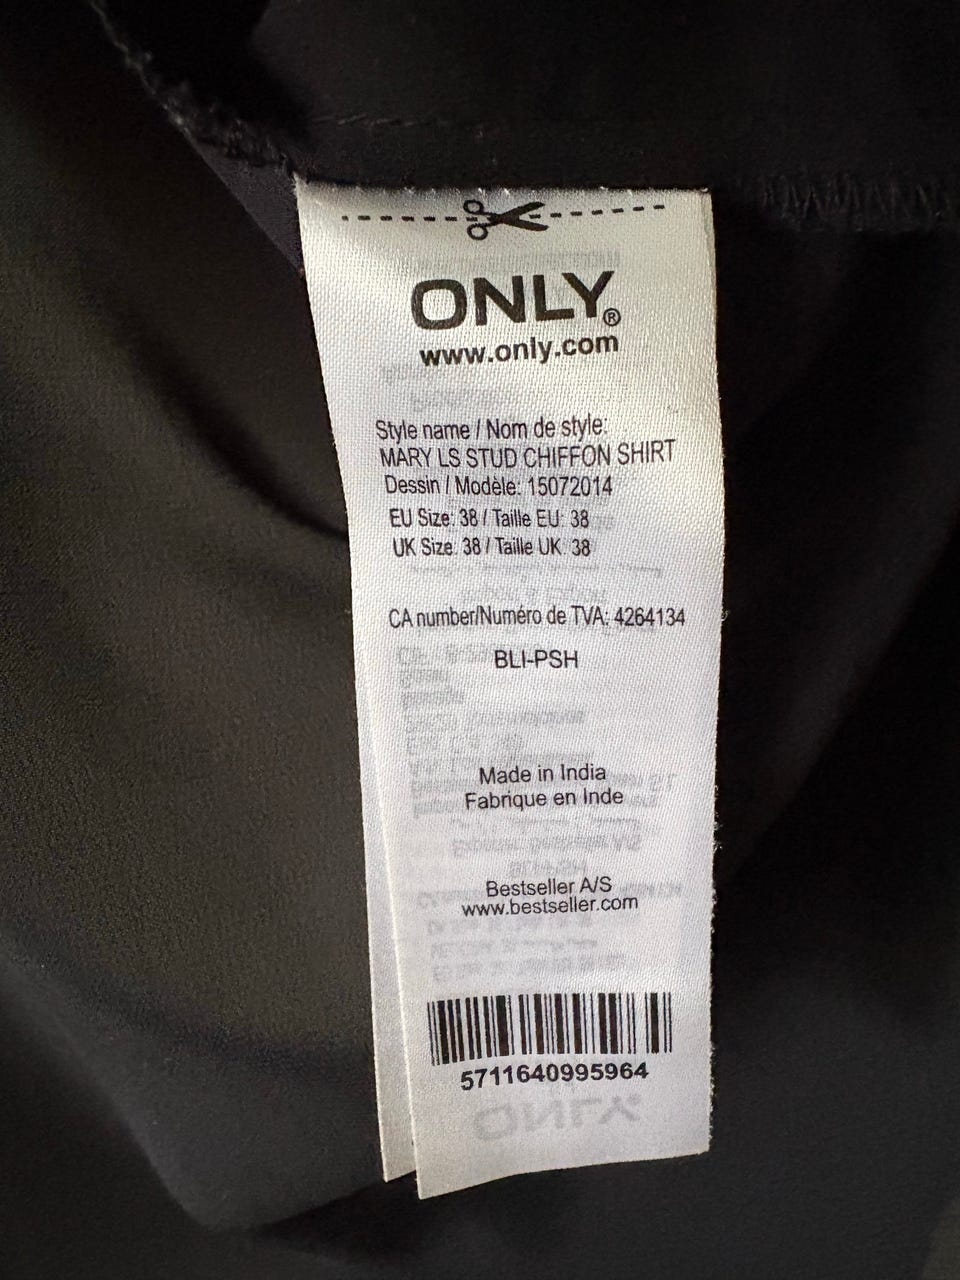 ONLY®
www.only.com
Style name / Nom de style:
MARY LS STUD CHIFFON SHIRT
Dessin / Modèle: 15072014
EU Size: 38 / Taille EU: 38
UK Size: 38 / Taille UK: 38
CA number/Numéro de TVA: 4264134
BLI-PSH
Made in India
Fabrique en Inde
Bestseller A/S
www.bestseller.com
5711640995964